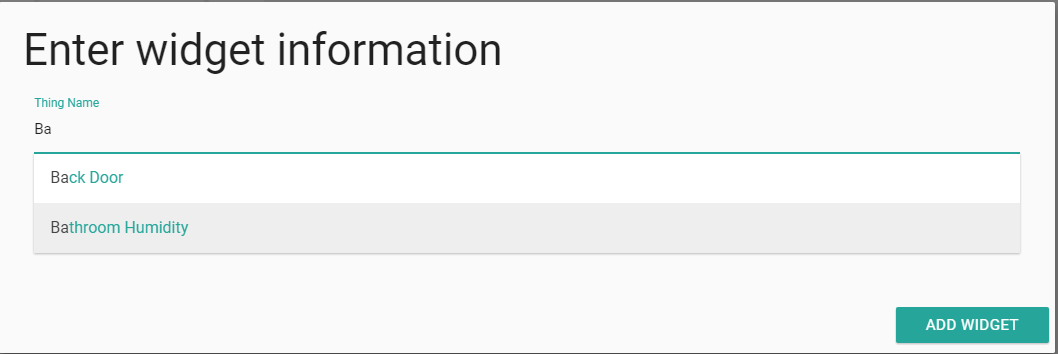 Enter widget information
Thing Name
Ba
Back Door
Bathroom Humidity
ADD WIDGET